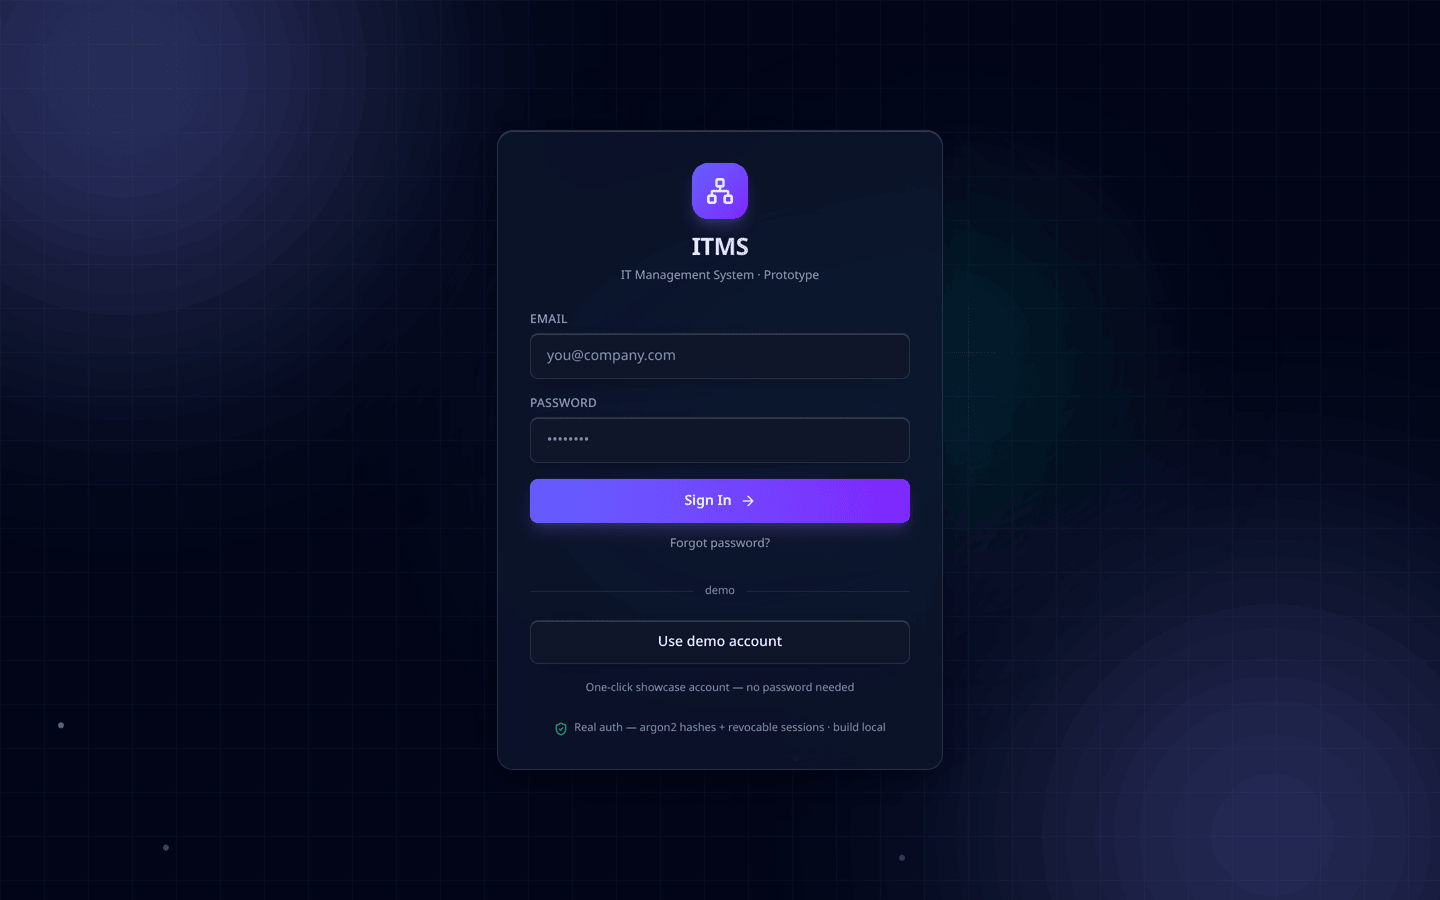 ITMS
IT Management System · Prototype
EMAIL
you@company.com
PASSWORD
••••••••
Sign In →
Forgot password?
demo
Use demo account
One-click showcase account — no password needed
Real auth — argon2 hashes + revocable sessions · build local